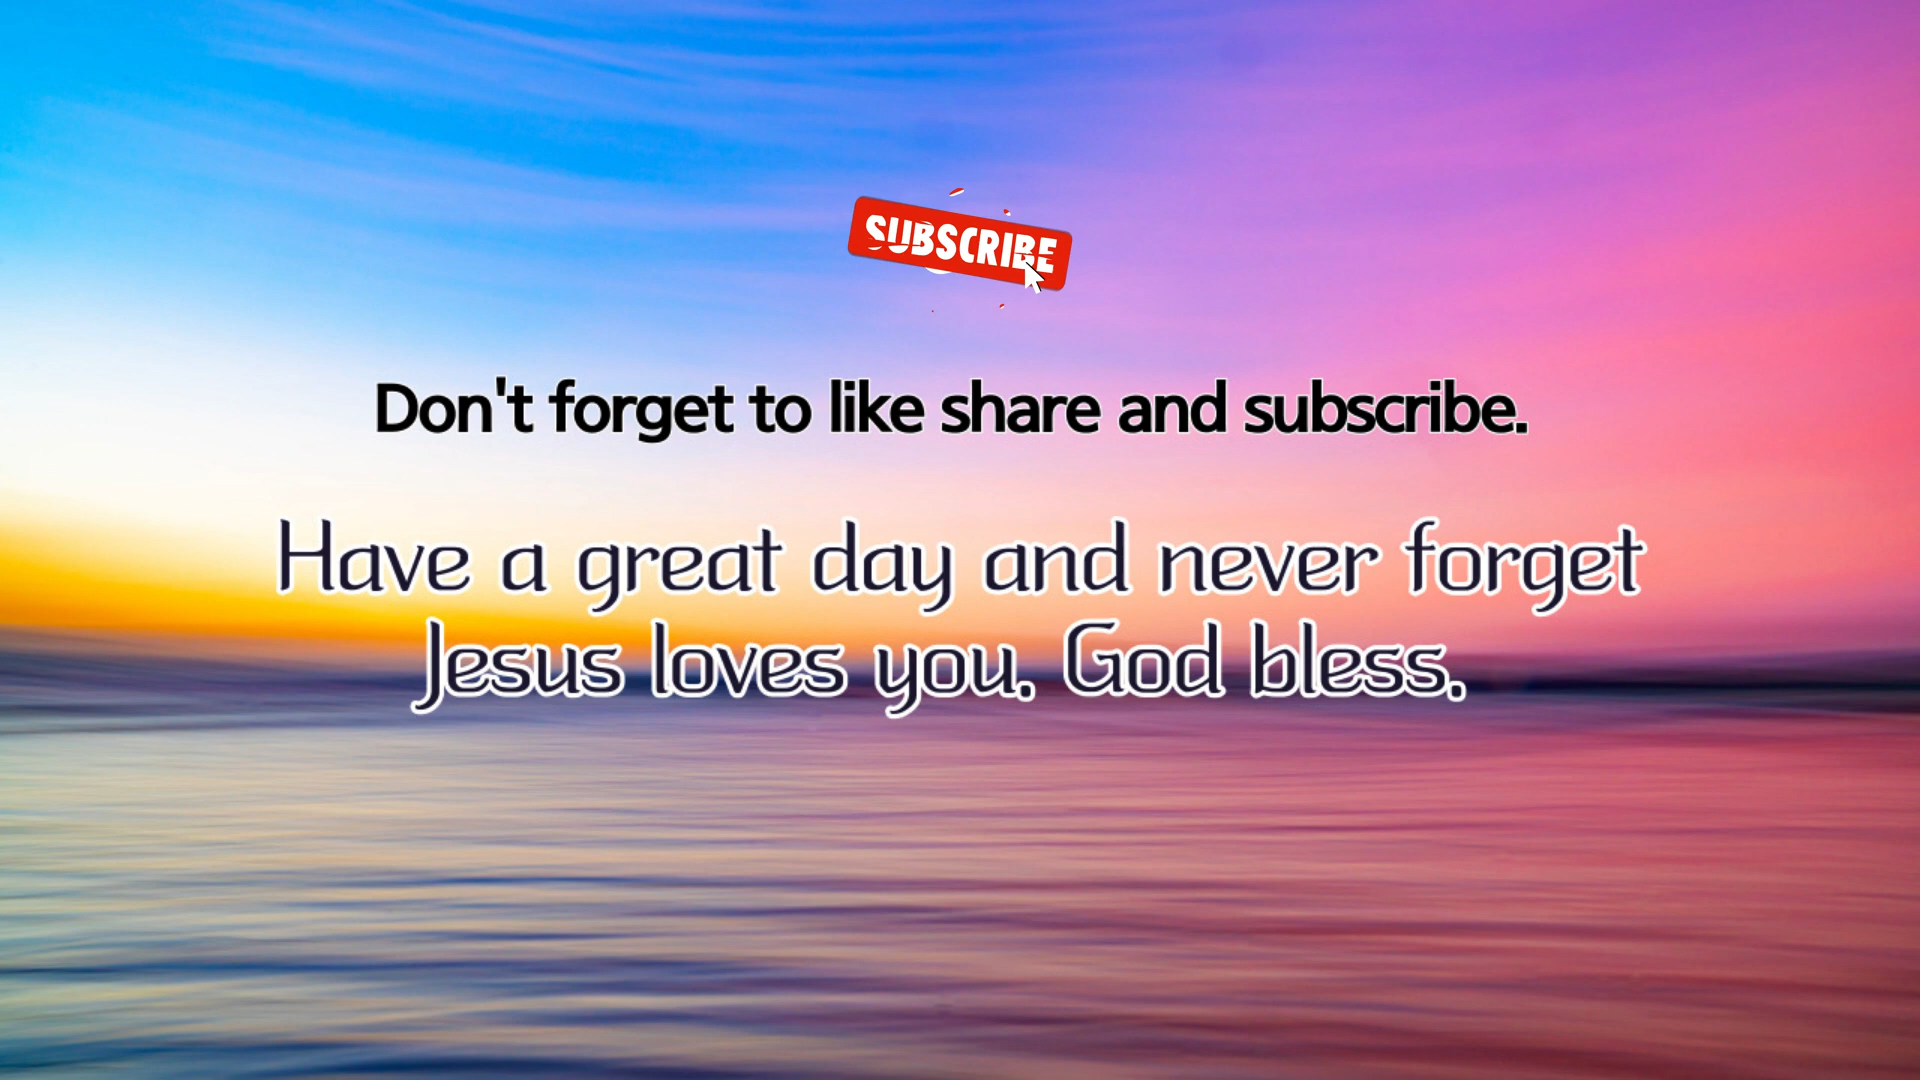 SUBSCRIBE
Don't forget to like share and subscribe.
Have a great day and never forget
Jesus loves you. God bless.